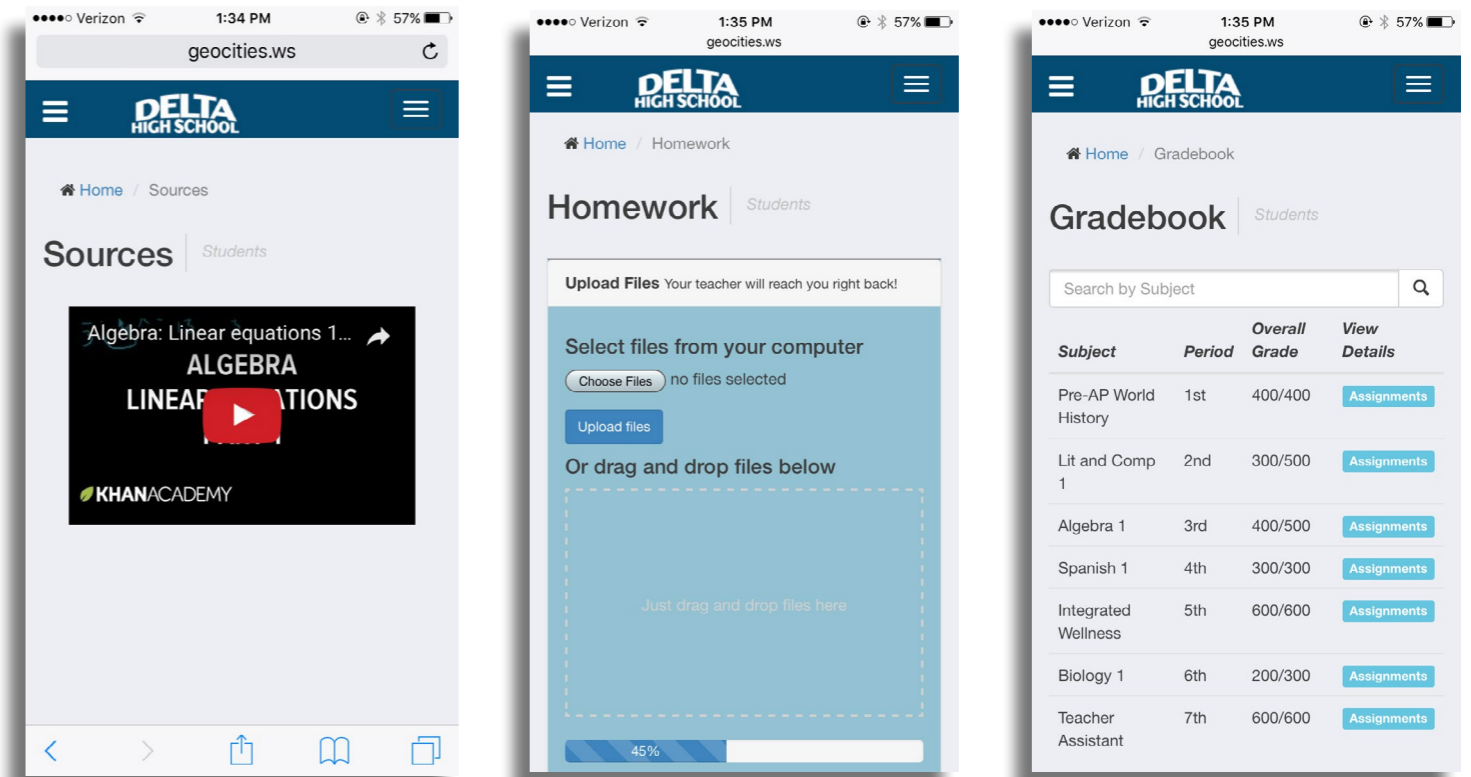 Verizon 1:34 PM 57%
geocities.ws
DELTA
HIGH SCHOOL
Home / Sources
Sources Students
Algebra: Linear equations 1...
ALGEBRA
LINEAR EQUATIONS
KHANACADEMY
Verizon 1:35 PM 57%
geocities.ws
DELTA
HIGH SCHOOL
Home / Homework
Homework Students
Upload Files Your teacher will reach you right back!
Select files from your computer
Choose Files no files selected
Upload files
Or drag and drop files below
Just drag and drop files here
45%
Verizon 1:35 PM 57%
geocities.ws
DELTA
HIGH SCHOOL
Home / Gradebook
Gradebook Students
Search by Subject
Subject Period Overall Grade View Details
Pre-AP World History 1st 400/400 Assignments
Lit and Comp 1 2nd 300/500 Assignments
Algebra 1 3rd 400/500 Assignments
Spanish 1 4th 300/300 Assignments
Integrated Wellness 5th 600/600 Assignments
Biology 1 6th 200/300 Assignments
Teacher Assistant 7th 600/600 Assignments